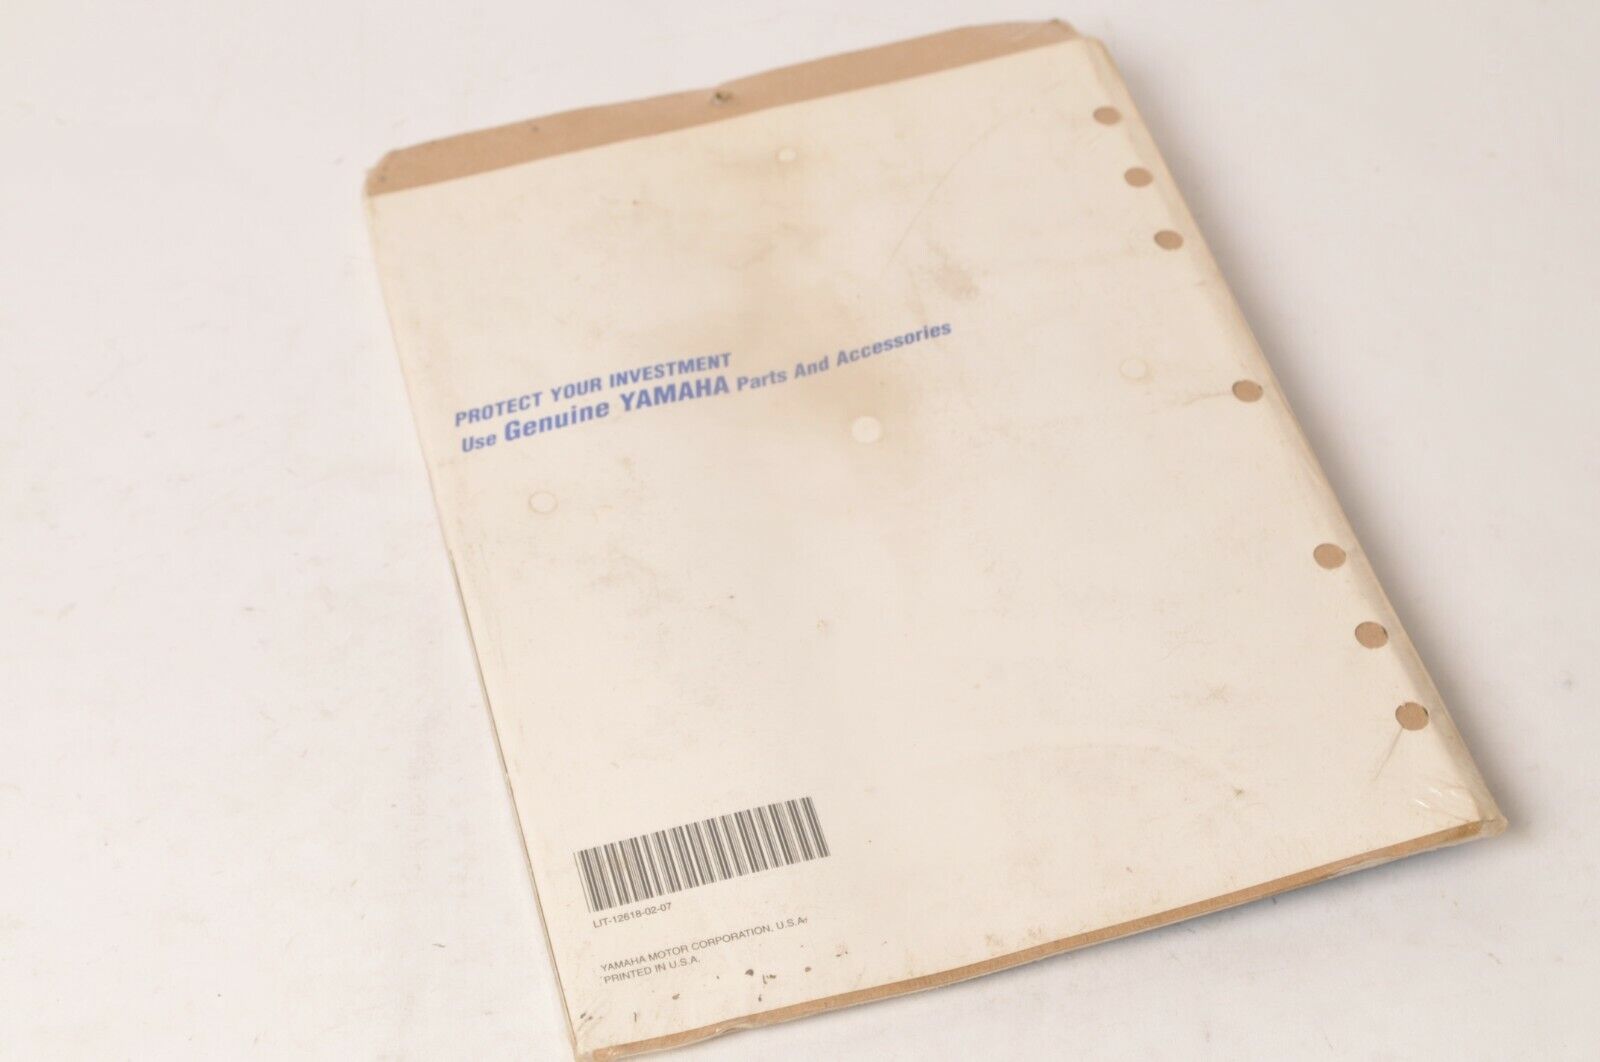 PROTECT YOUR INVESTMENT
Use Genuine YAMAHA Parts And Accessories
LIT-12618-02-07
YAMAHA MOTOR CORPORATION, U.S.A.
PRINTED IN U.S.A.